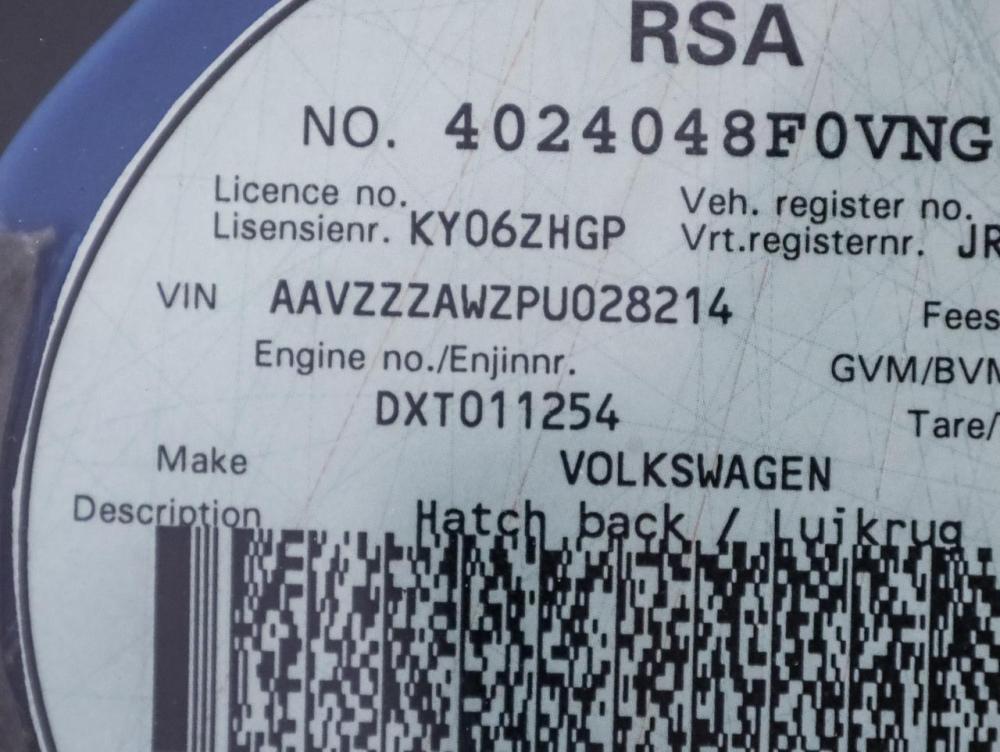 RSA
NO. 4024048F0VNG
Licence no. Veh. register no.
Lisensienr. KY06ZHGP Vrt.registernr. JR
VIN AAVZZZAWZPU028214 Fees
Engine no./Enjinnr. GVM/BVM
DXT011254 Tare/
Make VOLKSWAGEN
Description Hatch back / Luikrug